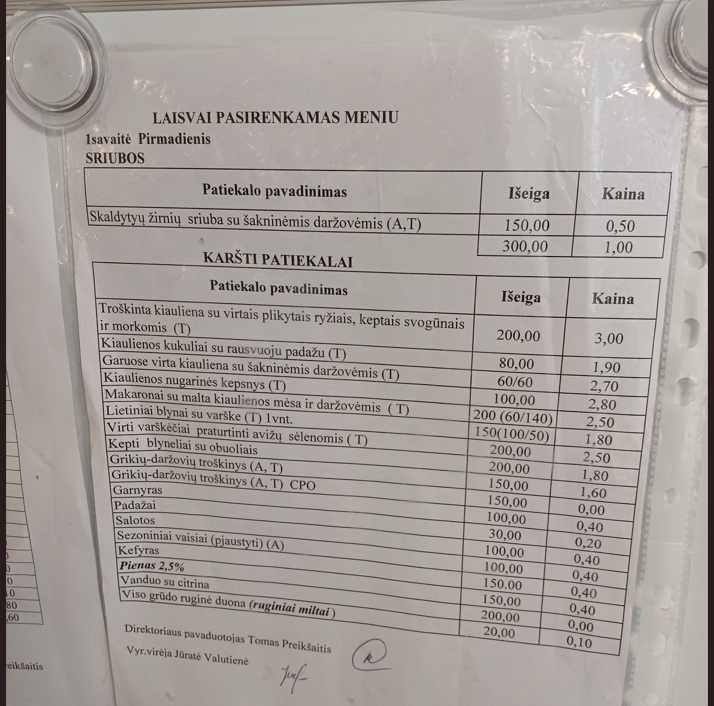 LAISVAI PASIRENKAMAS MENIU
1savaitė Pirmadienis
SRIUBOS
Patiekalo pavadinimas Išeiga Kaina
Skaldytųų žirnių sriuba su šakninėmis daržovėmis (A,T) 150,00 0,50
300,00 1,00
KARŠTI PATIEKALAI
Patiekalo pavadinimas Išeiga Kaina
Troškinta kiauliena su virtais plikytais ryžiais, keptais svogūnais
ir morkomis (T) 200,00 3,00
Kiaulienos kukuliai su rausvuoju padažu (T) 80,00 1,90
Garuose virta kiauliena su šakninėmis daržovėmis (T) 60/60 2,70
Kiaulienos nugarinės kepsnys (T) 100,00 2,80
Makaronai su malta kiaulienos mėsa ir daržovėmis ( T) 200 (60/140) 2,50
Lietiniai blynai su varške (T) 1vnt. 150(100/50) 1,80
Virti varškėčiai praturtinti avižų sėlenomis ( T) 200,00 2,50
Kepti blyneliai su obuoliais 200,00 1,80
Grikių-daržovių troškinys (A, T) 150,00 1,60
Grikių-daržovių troškinys (A, T) CPO 150,00 0,00
Garnyras 100,00 0,40
Padažai 30,00 0,20
Salotos 100,00 0,40
Sezoniniai vaisiai (pjaustyti) (A) 100,00 0,40
Kefyras 150.00 0,40
Pienas 2,5% 150,00 0,40
Vanduo su citrina 200,00 0,00
Viso grūdo ruginė duona (ruginiai miltai ) 20,00 0,10
Direktoriaus pavaduotojas Tomas Preikšaitis
Vyr.virėja Jūratė Valutienė
80
,60
eikšaitis